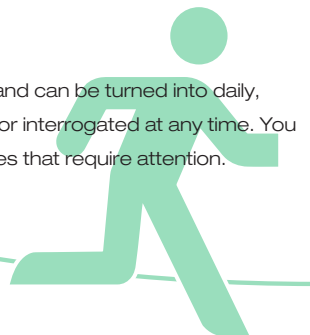 and can be turned into daily,
or interrogated at any time. You
es that require attention.